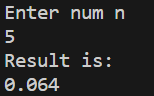 Enter num n
5
Result is:
0.064